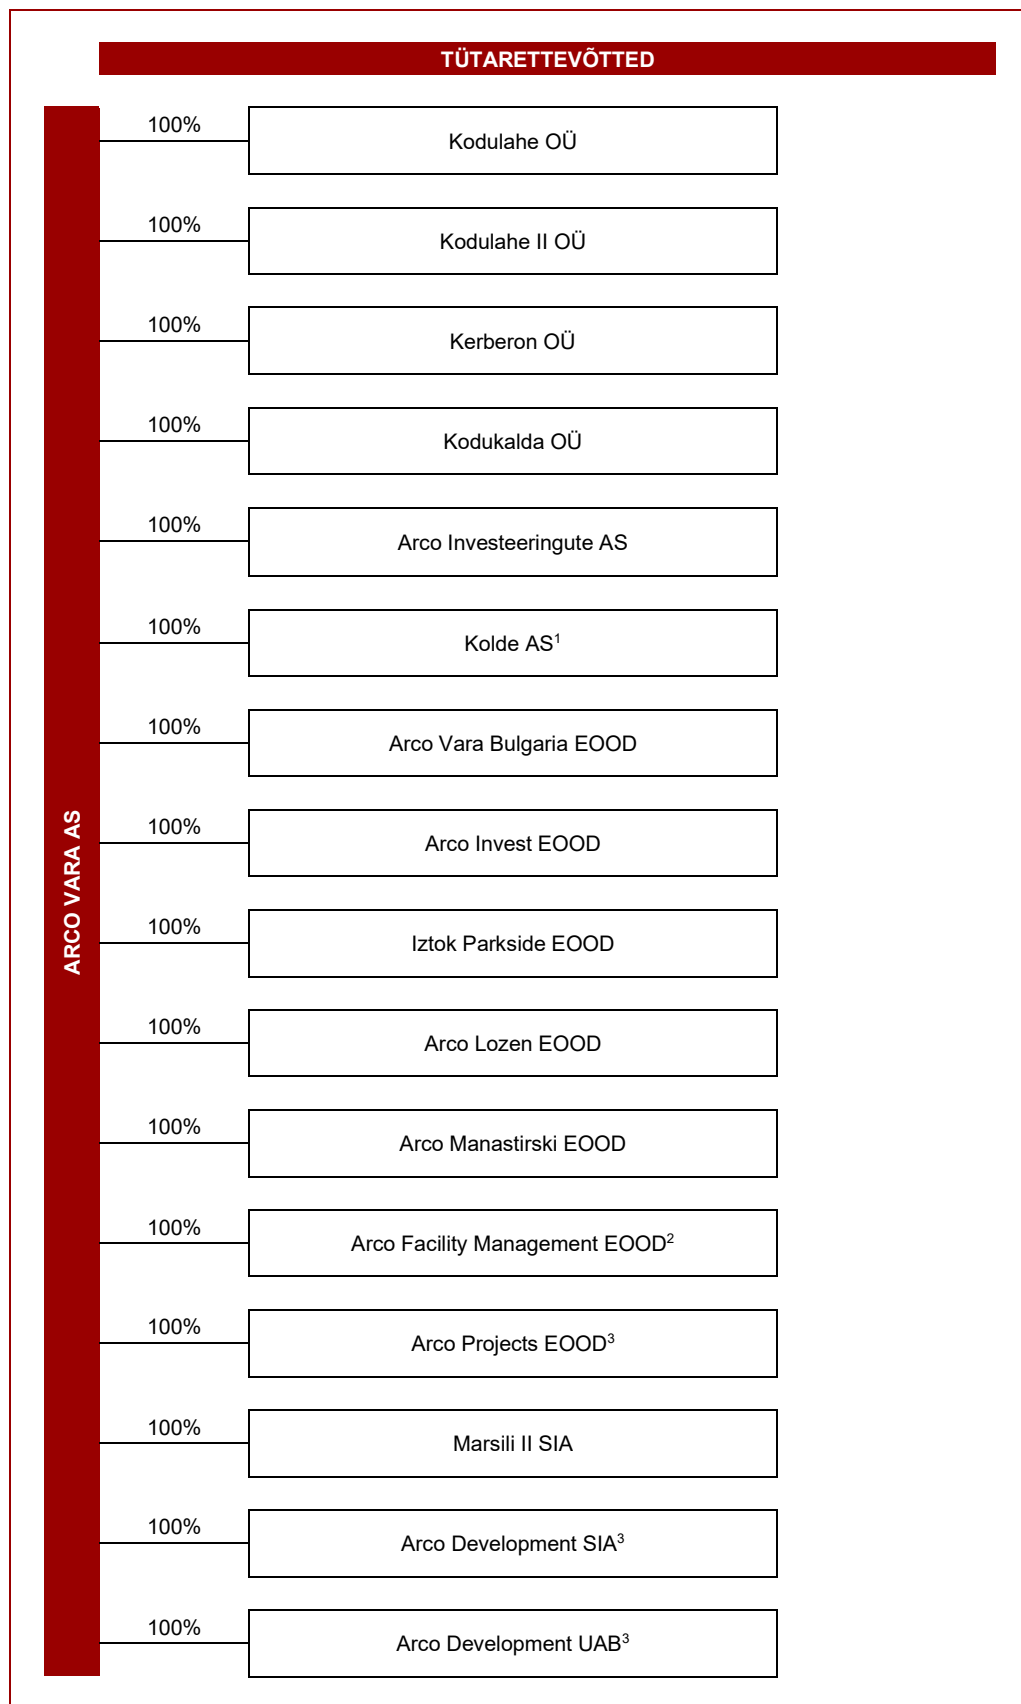 TÜTARETTEVÕTTED
ARCO VARA AS
100%
Kodulahe OÜ
100%
Kodulahe II OÜ
100%
Kerberon OÜ
100%
Kodukalda OÜ
100%
Arco Investeeringute AS
100%
Kolde AS¹
100%
Arco Vara Bulgaria EOOD
100%
Arco Invest EOOD
100%
Iztok Parkside EOOD
100%
Arco Lozen EOOD
100%
Arco Manastirski EOOD
100%
Arco Facility Management EOOD²
100%
Arco Projects EOOD³
100%
Marsili II SIA
100%
Arco Development SIA³
100%
Arco Development UAB³